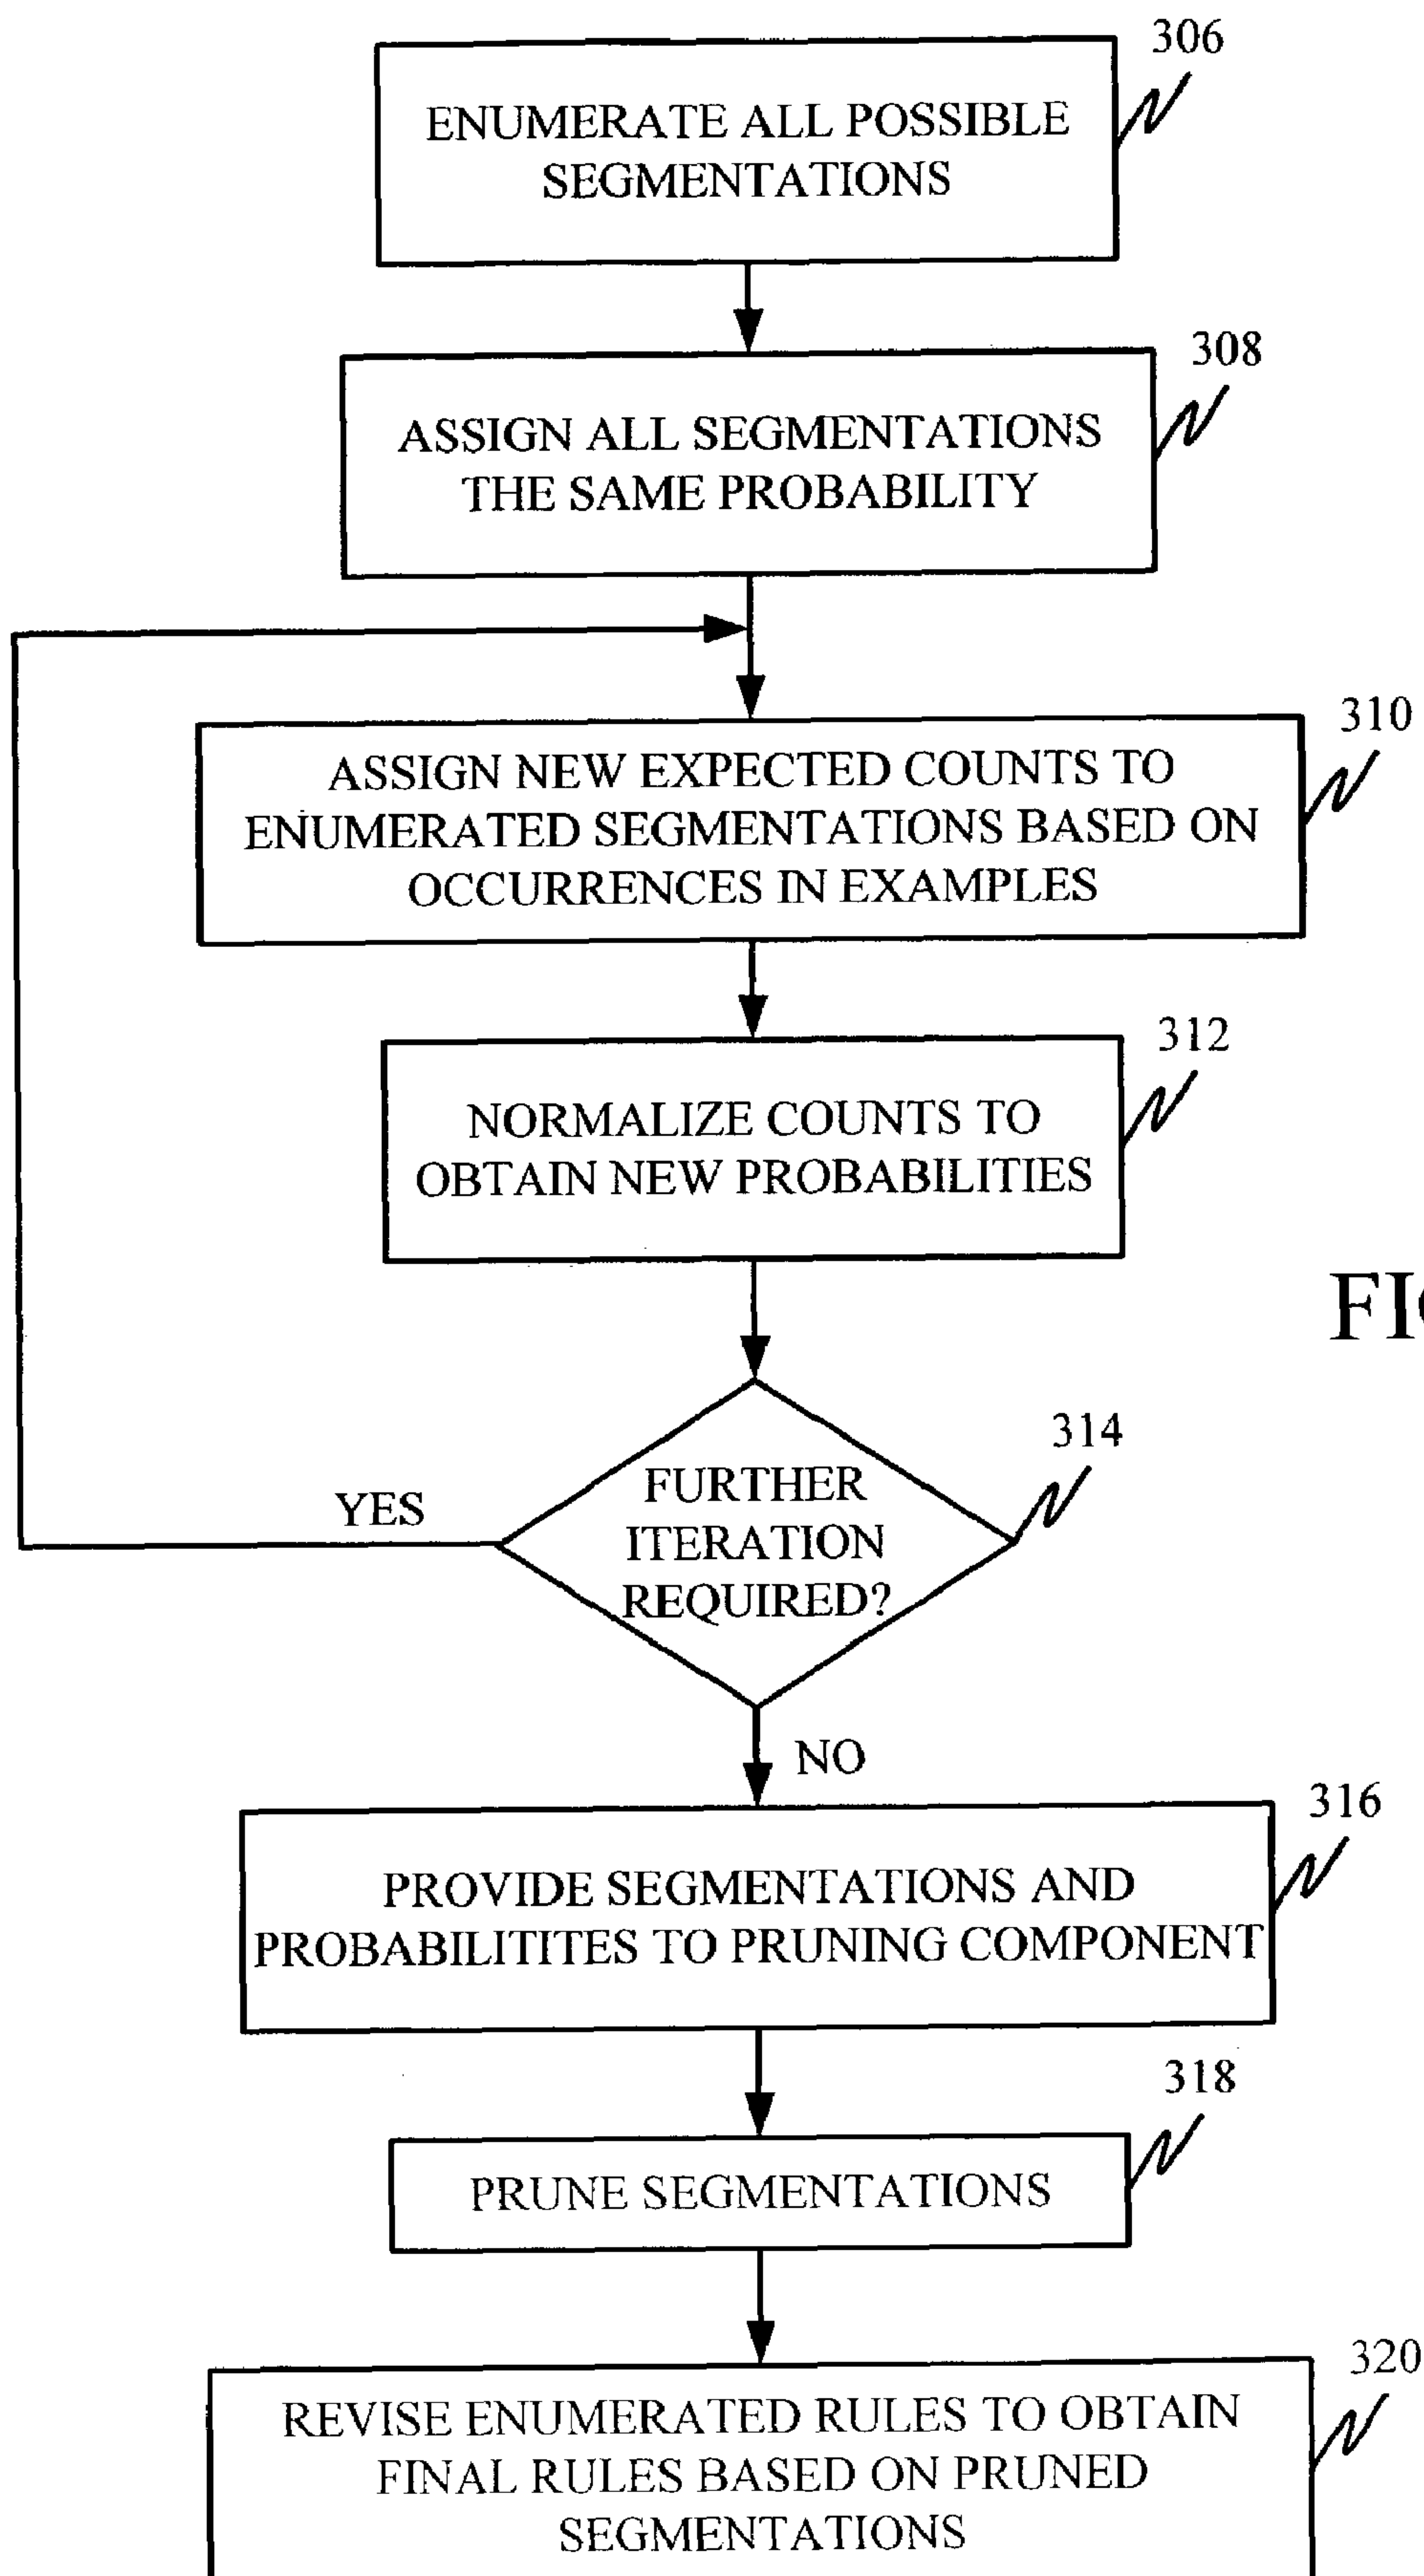 306
ENUMERATE ALL POSSIBLE
SEGMENTATIONS
308
ASSIGN ALL SEGMENTATIONS
THE SAME PROBABILITY
310
ASSIGN NEW EXPECTED COUNTS TO
ENUMERATED SEGMENTATIONS BASED ON
OCCURRENCES IN EXAMPLES
312
NORMALIZE COUNTS TO
OBTAIN NEW PROBABILITIES
314
FURTHER
ITERATION
REQUIRED?
YES
NO
316
PROVIDE SEGMENTATIONS AND
PROBABILITITES TO PRUNING COMPONENT
318
PRUNE SEGMENTATIONS
320
REVISE ENUMERATED RULES TO OBTAIN
FINAL RULES BASED ON PRUNED
SEGMENTATIONS